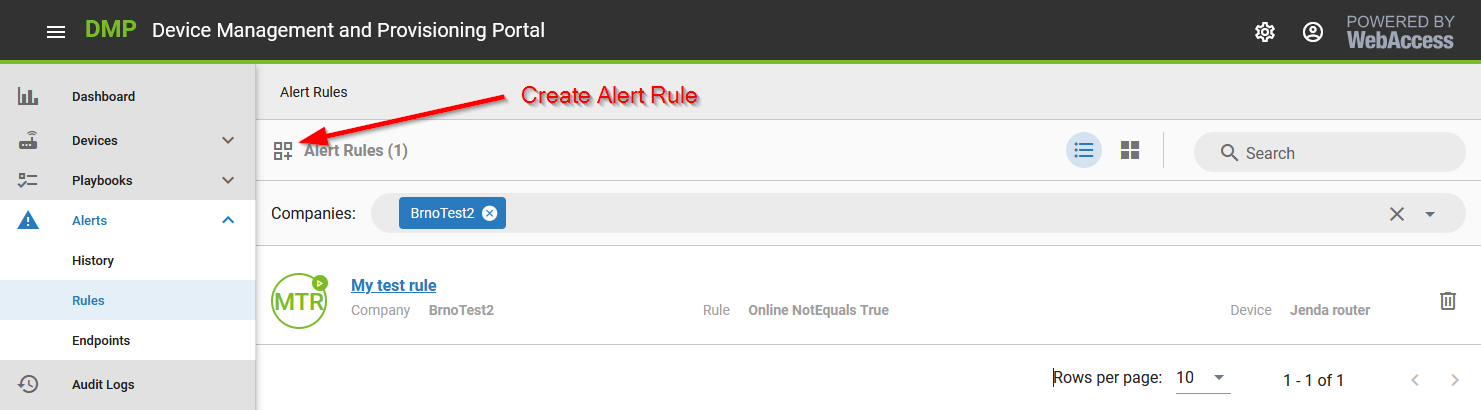 DMP Device Management and Provisioning Portal
POWERED BY
WebAccess
Dashboard
Devices
Playbooks
Alerts
History
Rules
Endpoints
Audit Logs
Alert Rules
Create Alert Rule
Alert Rules (1)
Search
Companies:
BrnoTest2
MTR
My test rule
Company BrnoTest2 Rule Online NotEquals True Device Jenda router
Rows per page: 10 1 - 1 of 1